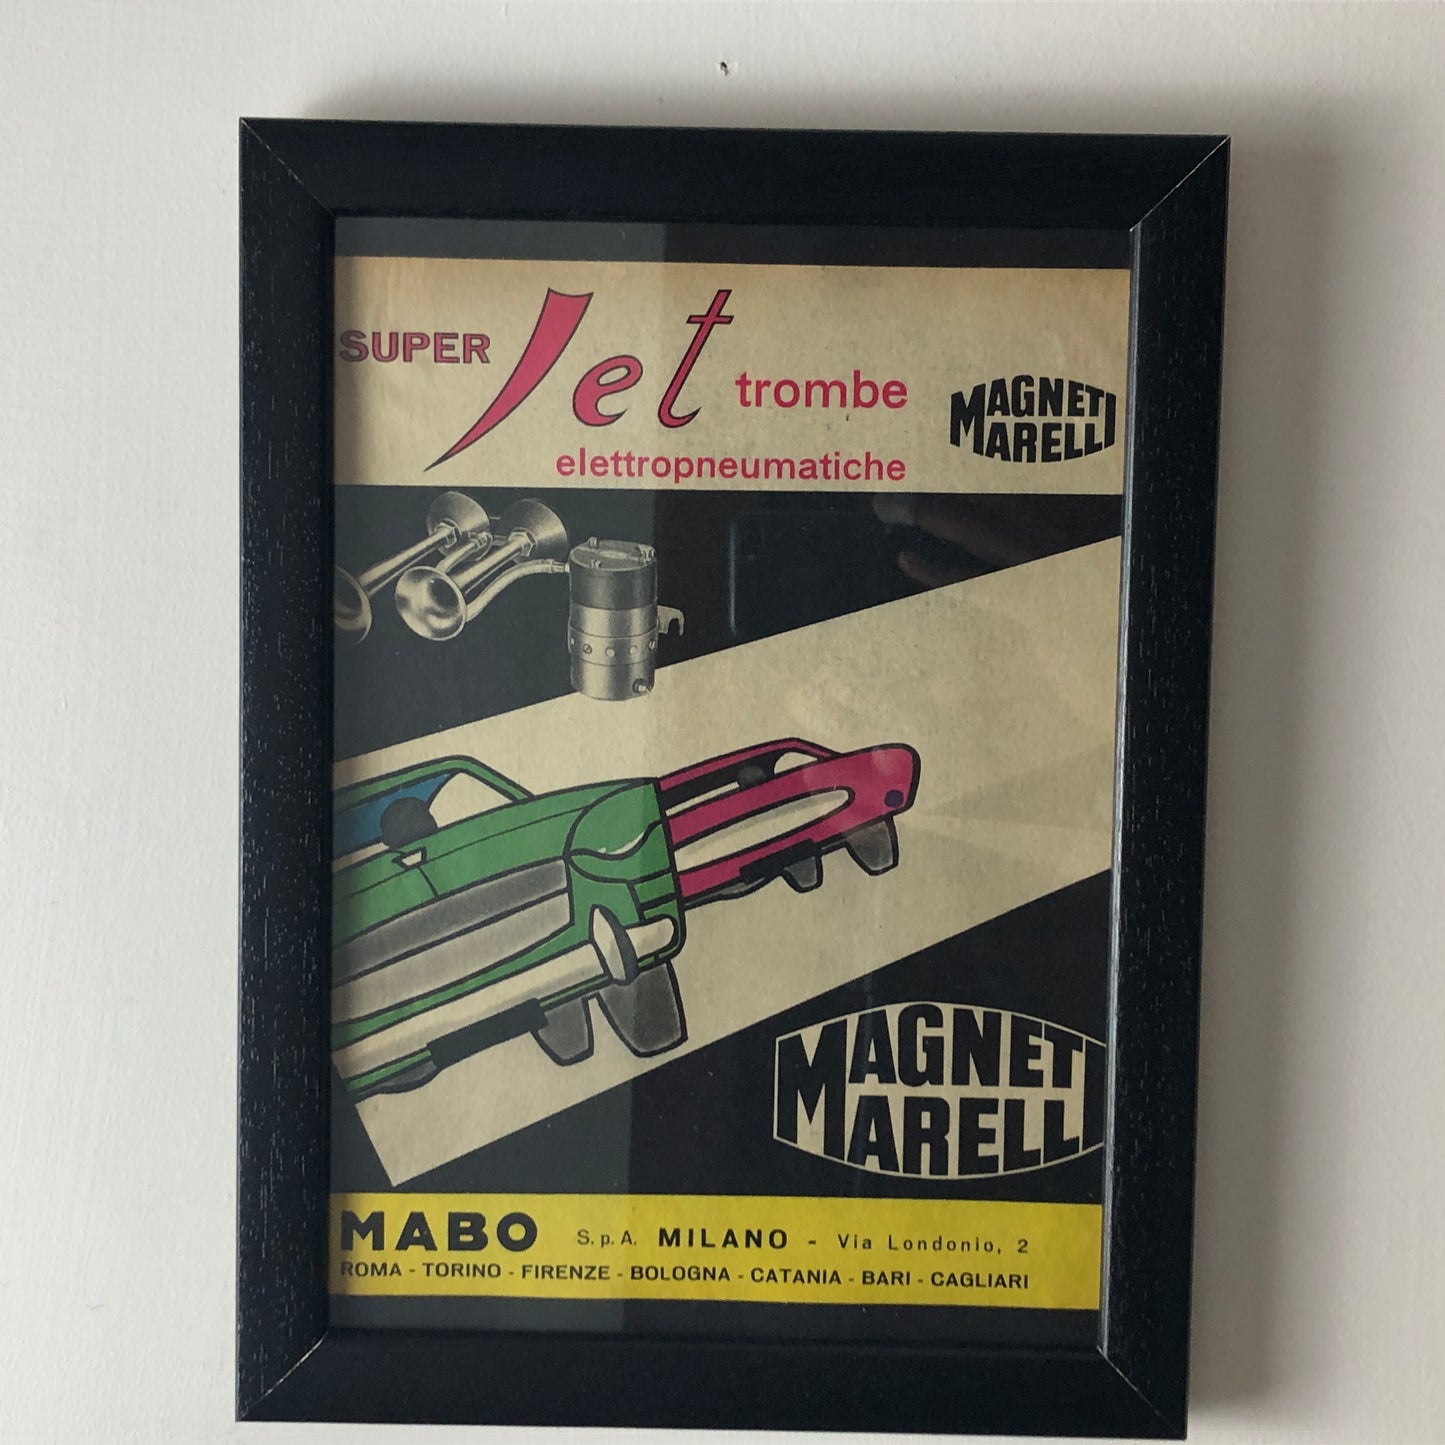 SUPER Jet trombe
elettropneumatiche
MAGNETI
MARELLI
MAGNETI
MARELLI
MABO S.p.A. MILANO - Via Londonio, 2
ROMA - TORINO - FIRENZE - BOLOGNA - CATANIA - BARI - CAGLIARI